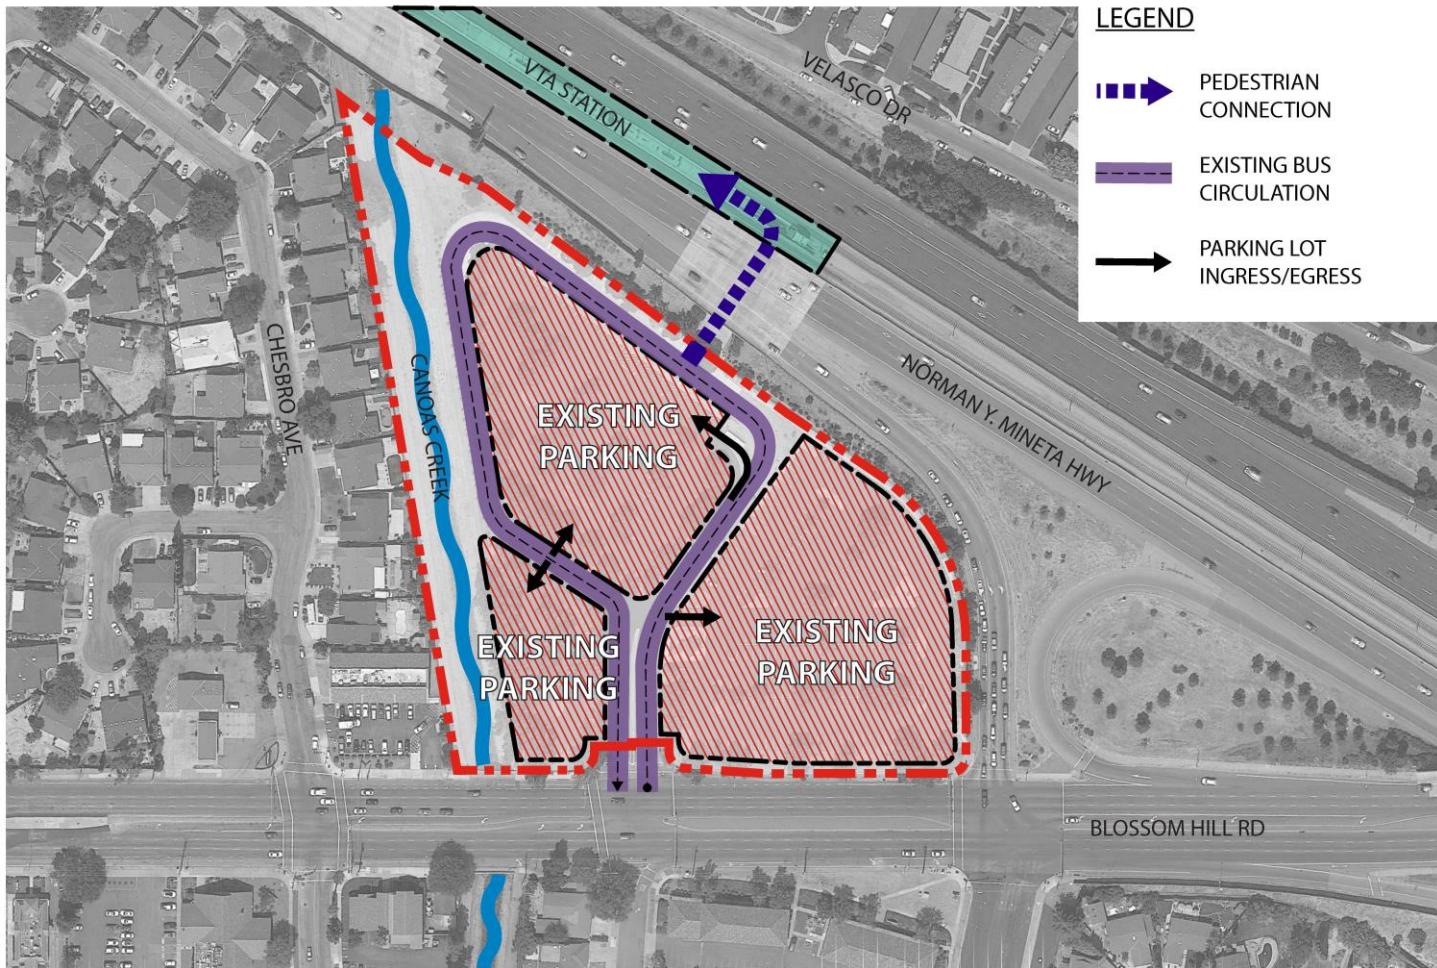 LEGEND
PEDESTRIAN
CONNECTION
EXISTING BUS
CIRCULATION
PARKING LOT
INGRESS/EGRESS
VTA STATION
VELASCO DR
NORMAN Y. MINETA HWY
CHESBRO AVE
CANOAS CREEK
EXISTING
PARKING
EXISTING
PARKING
EXISTING
PARKING
BLOSSOM HILL RD